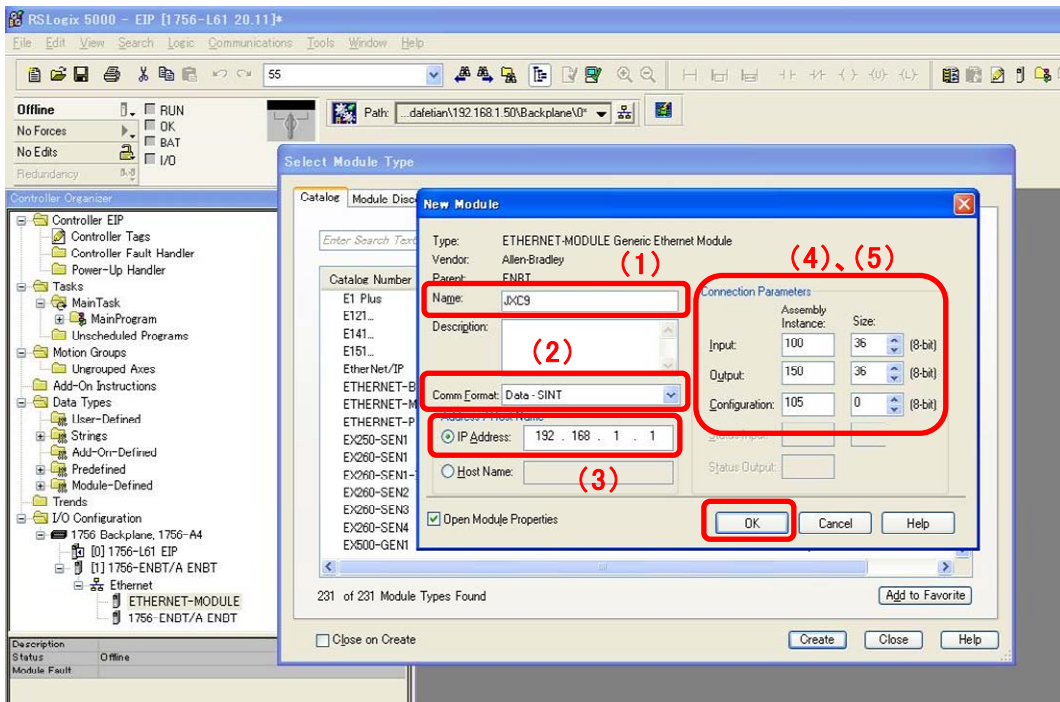 RSLogix 5000 - EIP [1756-L61 20.11]*
File Edit View Search Logic Communications Tools Window Help
55
Offline
RUN
No Forces
OK
BAT
No Edits
I/O
Redundancy
Path: ...dafetian\192.168.1.50\Backplane\0*
Controller Organizer
Controller EIP
Controller Tags
Controller Fault Handler
Power-Up Handler
Tasks
MainTask
MainProgram
Unscheduled Programs
Motion Groups
Ungrouped Axes
Add-On Instructions
Data Types
User-Defined
Strings
Add-On-Defined
Predefined
Module-Defined
Trends
I/O Configuration
1756 Backplane, 1756-A4
[0] 1756-L61 EIP
[1] 1756-ENBT/A ENBT
Ethernet
ETHERNET-MODULE
1756-ENBT/A ENBT
Description
Status Offline
Module Fault
Select Module Type
Catalog Module Disc
Enter Search Text
Catalog Number
E1 Plus
E121...
E141...
E151...
EtherNet/IP
ETHERNET-B
ETHERNET-M
ETHERNET-P
EX250-SEN1
EX260-SEN1
EX260-SEN1-
EX260-SEN2
EX260-SEN3
EX260-SEN4
EX500-GEN1
231 of 231 Module Types Found
Add to Favorite
Close on Create
Create Close Help
New Module
Type: ETHERNET-MODULE Generic Ethernet Module
Vendor: Allen-Bradley
Parent: ENBT
(1)
Name: JXC9
Description:
(2)
Comm Format: Data - SINT
Address / Host Name
IP Address: 192 . 168 . 1 . 1
Host Name:
(3)
(4)、(5)
Connection Parameters
Assembly
Instance: Size:
Input: 100 36 (8-bit)
Output: 150 36 (8-bit)
Configuration: 105 0 (8-bit)
Status Input:
Status Output:
Open Module Properties
OK Cancel Help